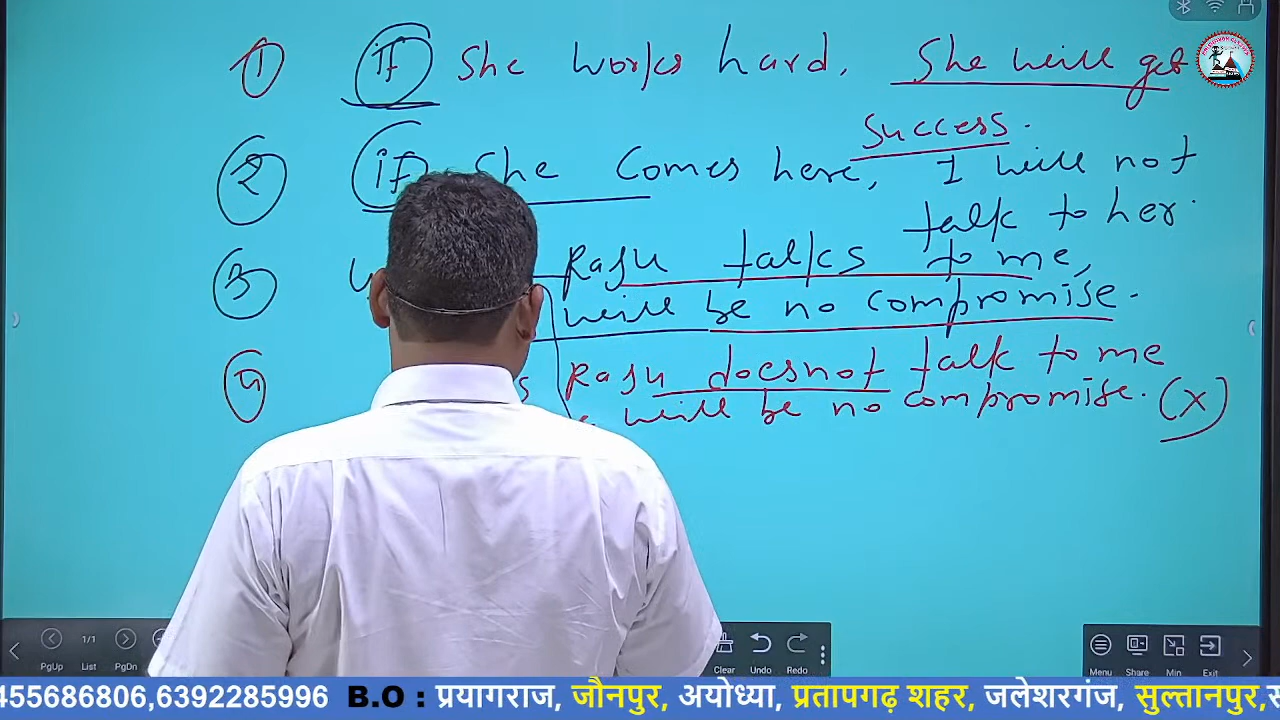 ① If She works hard, She will get
Success.
② if She Comes here, I will not
talk to her.
③ Raju talks to me,
will be no compromise.
④ Raju doesnot talk to me
will be no compromise. (X)
1/1
PgUp List PgDn Clear Undo Redo Menu Share Min Exit
455686806,6392285996 B.O : प्रयागराज, जौनपुर, अयोध्या, प्रतापगढ़ शहर, जलेशरगंज, सुल्तानपुर,